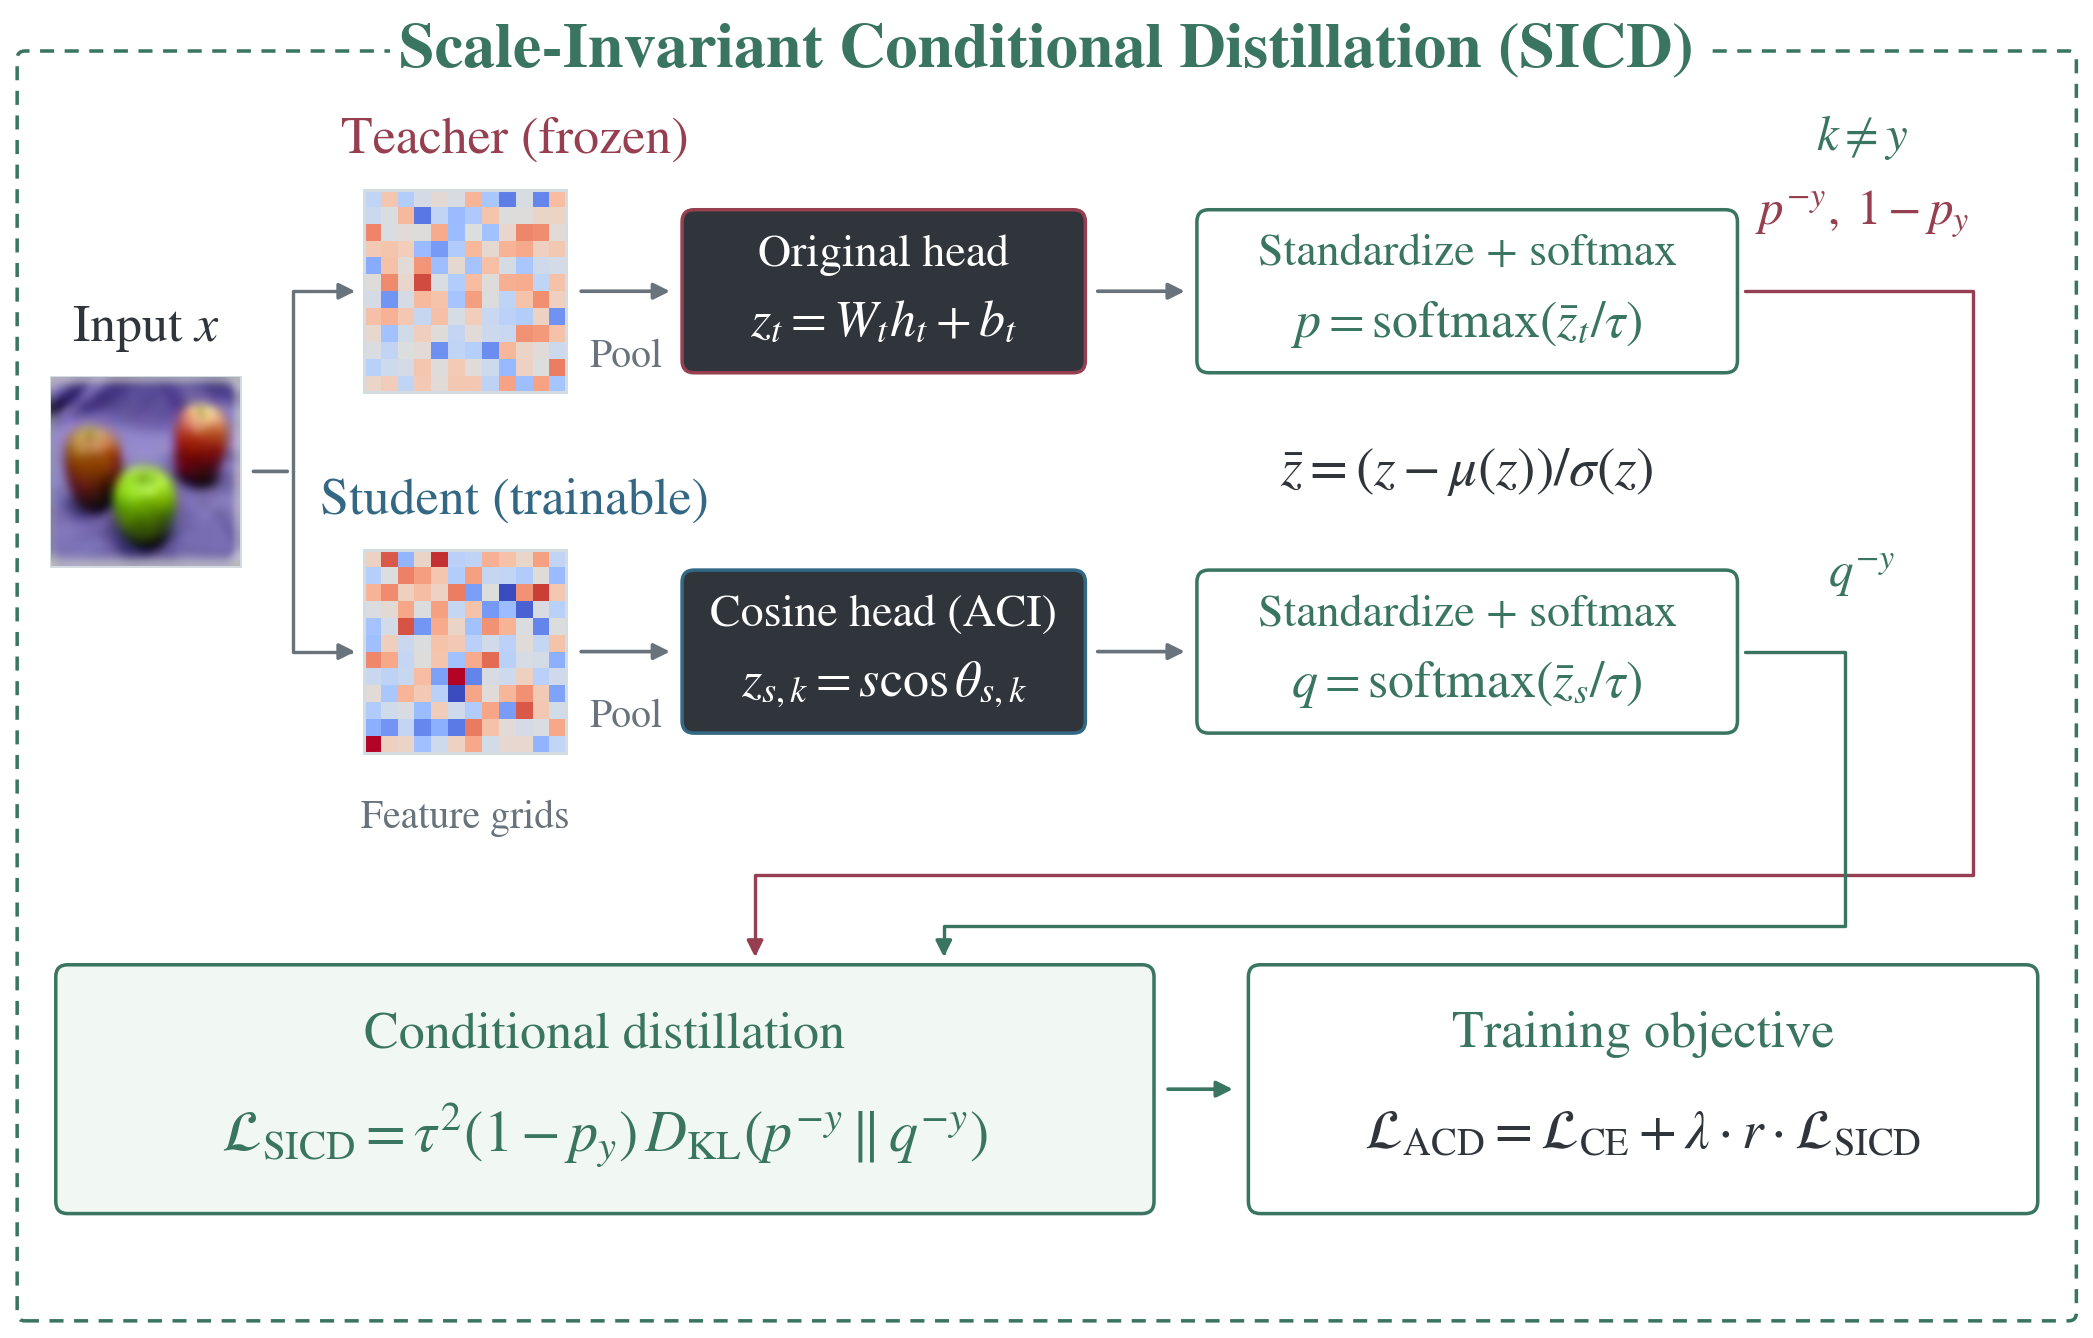 Scale-Invariant Conditional Distillation (SICD)
Teacher (frozen)
k ≠ y
p^{−y}, 1 − p_y
Original head
z_t = W_t h_t + b_t
Standardize + softmax
p = softmax(z̄_t/τ)
Input x
Pool
z̄ = (z − μ(z))/σ(z)
Student (trainable)
q^{−y}
Cosine head (ACI)
z_{s,k} = s cos θ_{s,k}
Standardize + softmax
q = softmax(z̄_s/τ)
Pool
Feature grids
Conditional distillation
ℒ_SICD = τ²(1 − p_y) D_KL(p^{−y} ∥ q^{−y})
Training objective
ℒ_ACD = ℒ_CE + λ · r · ℒ_SICD